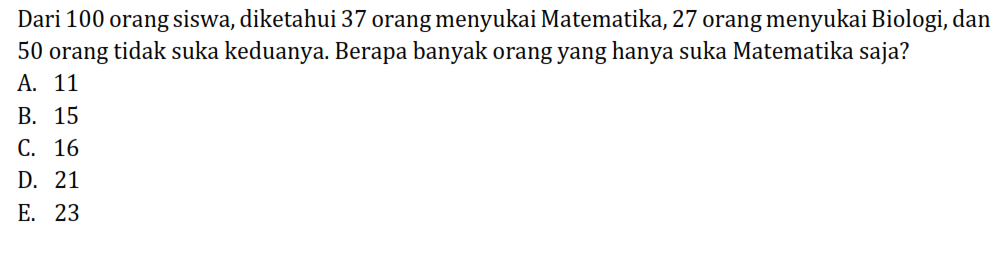 Dari 100 orang siswa, diketahui 37 orang menyukai Matematika, 27 orang menyukai Biologi, dan
50 orang tidak suka keduanya. Berapa banyak orang yang hanya suka Matematika saja?
A. 11
B. 15
C. 16
D. 21
E. 23